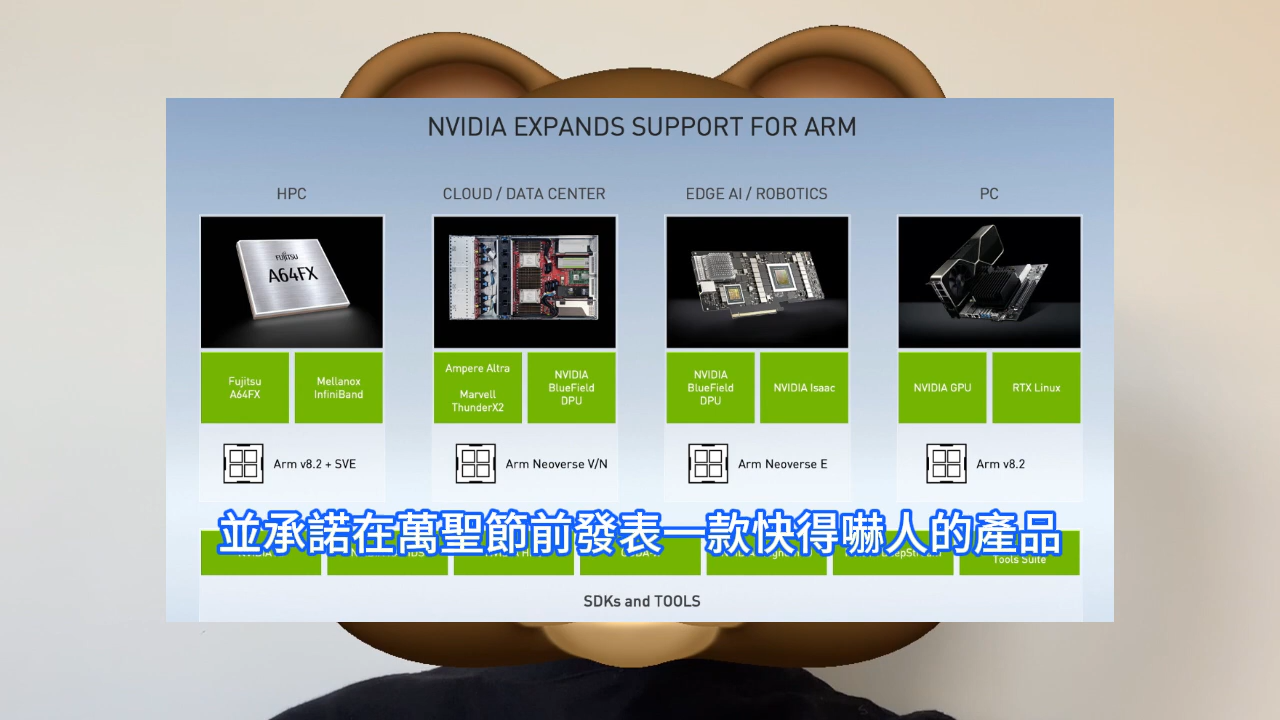 NVIDIA EXPANDS SUPPORT FOR ARM
HPC
CLOUD / DATA CENTER
EDGE AI / ROBOTICS
PC
FUJITSU
A64FX
Fujitsu
A64FX
Mellanox
InfiniBand
Ampere Altra
Marvell
ThunderX2
NVIDIA
BlueField
DPU
NVIDIA
BlueField
DPU
NVIDIA Isaac
NVIDIA GPU
RTX Linux
Arm v8.2 + SVE
Arm Neoverse V/N
Arm Neoverse E
Arm v8.2
並承諾在萬聖節前發表一款快得嚇人的產品
Tools Suite
SDKs and TOOLS